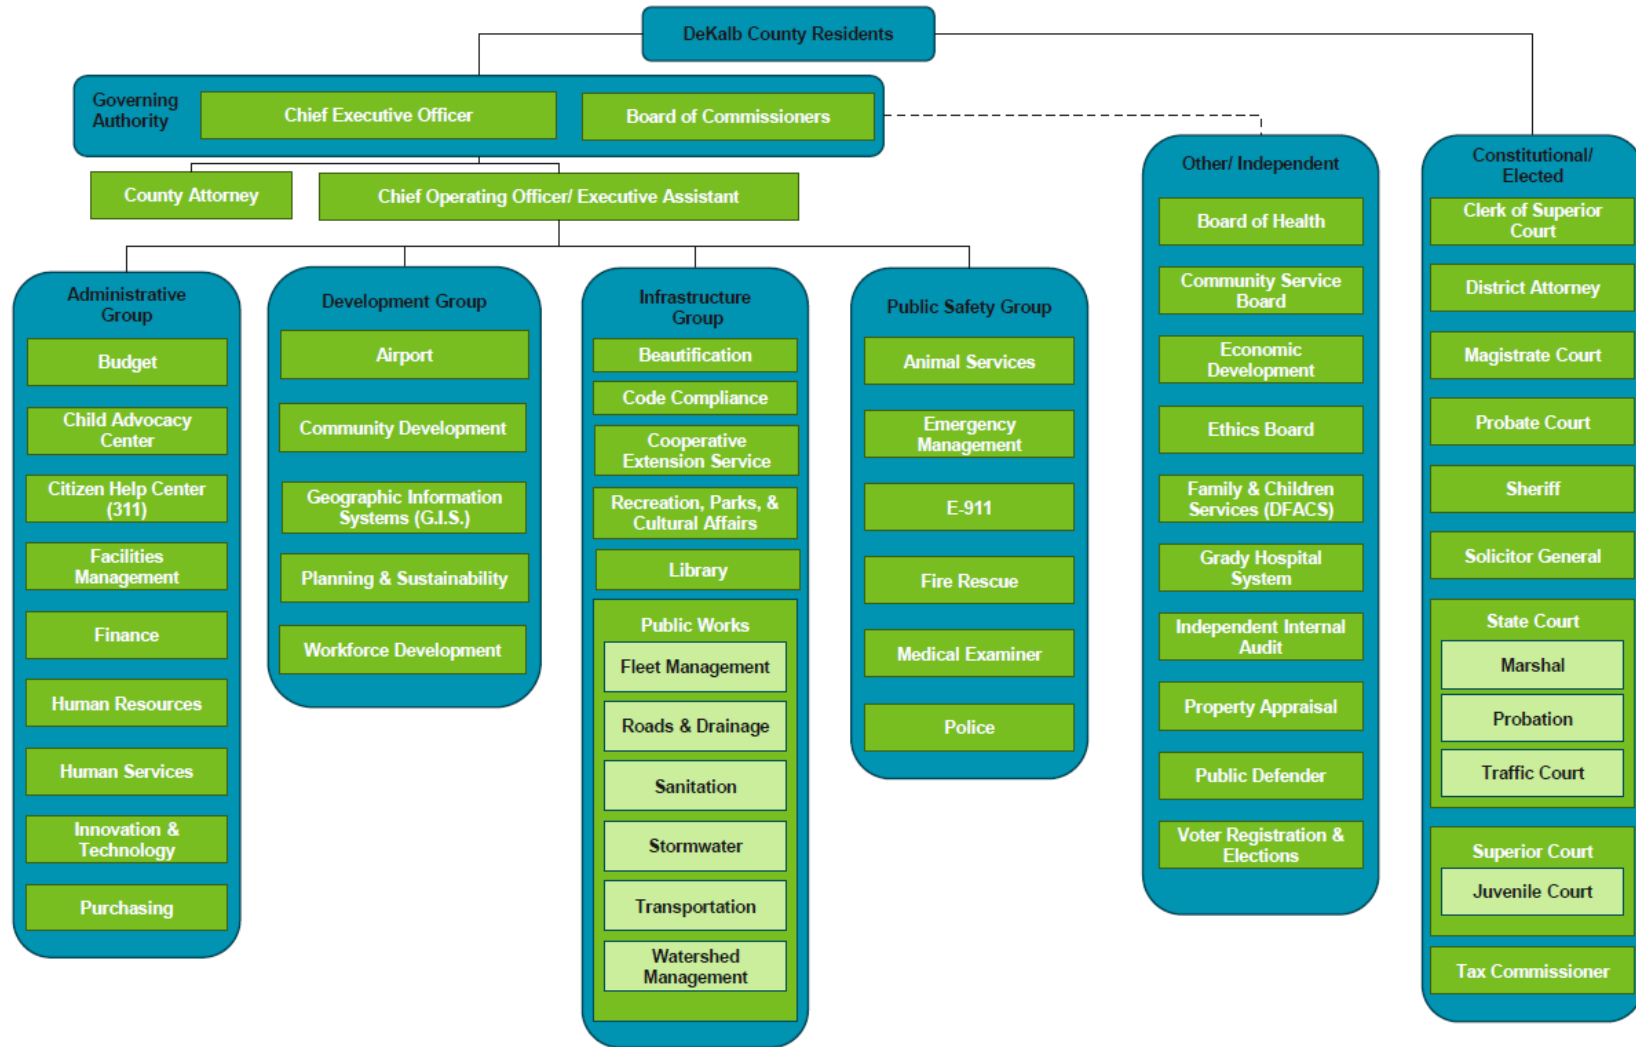 DeKalb County Residents
Governing
Authority
Chief Executive Officer
Board of Commissioners
County Attorney
Chief Operating Officer/ Executive Assistant
Administrative
Group
Budget
Child Advocacy
Center
Citizen Help Center
(311)
Facilities
Management
Finance
Human Resources
Human Services
Innovation &
Technology
Purchasing
Development Group
Airport
Community Development
Geographic Information
Systems (G.I.S.)
Planning & Sustainability
Workforce Development
Infrastructure
Group
Beautification
Code Compliance
Cooperative
Extension Service
Recreation, Parks, &
Cultural Affairs
Library
Public Works
Fleet Management
Roads & Drainage
Sanitation
Stormwater
Transportation
Watershed
Management
Public Safety Group
Animal Services
Emergency
Management
E-911
Fire Rescue
Medical Examiner
Police
Other/ Independent
Board of Health
Community Service
Board
Economic
Development
Ethics Board
Family & Children
Services (DFACS)
Grady Hospital
System
Independent Internal
Audit
Property Appraisal
Public Defender
Voter Registration &
Elections
Constitutional/
Elected
Clerk of Superior
Court
District Attorney
Magistrate Court
Probate Court
Sheriff
Solicitor General
State Court
Marshal
Probation
Traffic Court
Superior Court
Juvenile Court
Tax Commissioner